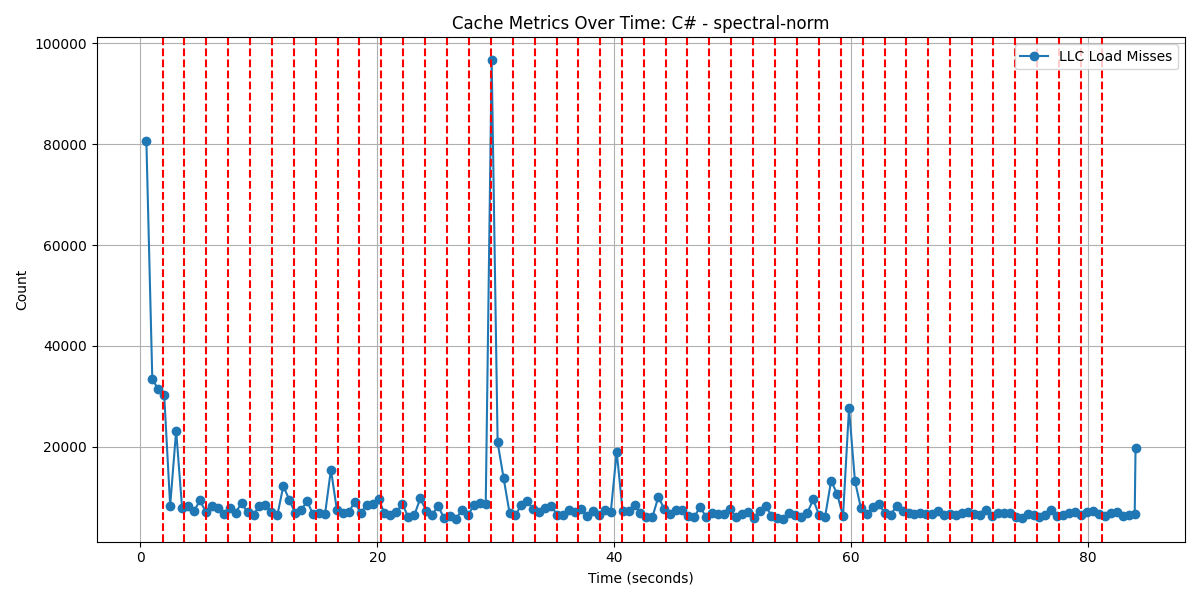 Cache Metrics Over Time: C# - spectral-norm
LLC Load Misses
100000
80000
60000
40000
20000
Count
0
20
40
60
80
Time (seconds)